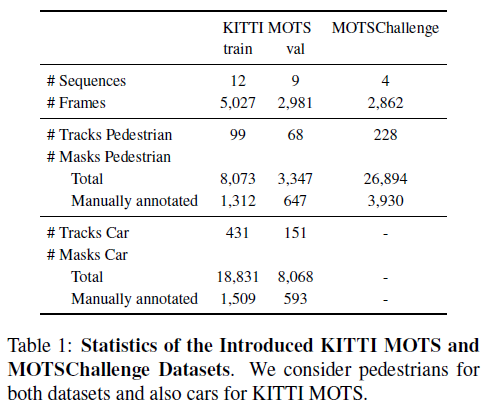 KITTI MOTS MOTSChallenge
train val
# Sequences 12 9 4
# Frames 5,027 2,981 2,862
# Tracks Pedestrian 99 68 228
# Masks Pedestrian
Total 8,073 3,347 26,894
Manually annotated 1,312 647 3,930
# Tracks Car 431 151 -
# Masks Car
Total 18,831 8,068 -
Manually annotated 1,509 593 -
Table 1: Statistics of the Introduced KITTI MOTS and
MOTSChallenge Datasets. We consider pedestrians for
both datasets and also cars for KITTI MOTS.